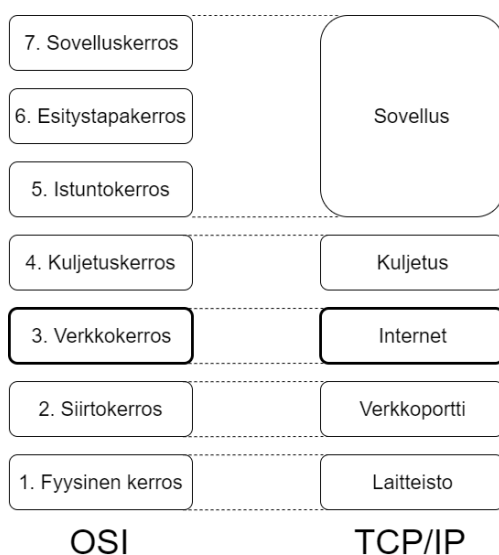 7. Sovelluskerros
6. Esitystapakerros
Sovellus
5. Istuntokerros
4. Kuljetuskerros
Kuljetus
3. Verkkokerros
Internet
2. Siirtokerros
Verkkoportti
1. Fyysinen kerros
Laitteisto
OSI
TCP/IP